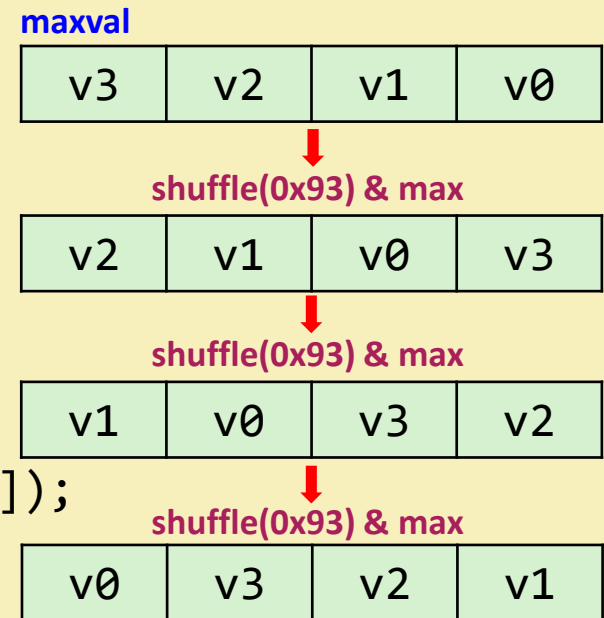 maxval
v3 v2 v1 v0
shuffle(0x93) & max
v2 v1 v0 v3
shuffle(0x93) & max
v1 v0 v3 v2
]);
shuffle(0x93) & max
v0 v3 v2 v1